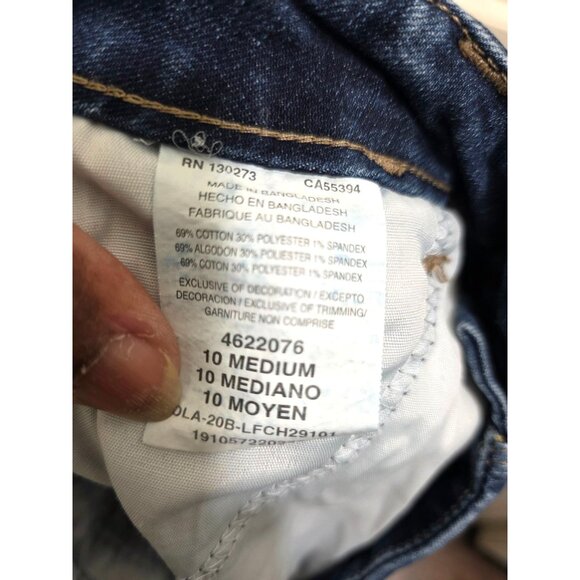 RN 130273 CA55394
MADE IN BANGLADESH
HECHO EN BANGLADESH
FABRIQUE AU BANGLADESH
69% COTTON 30% POLYESTER 1% SPANDEX
69% ALGODON 30% POLYESTER 1% SPANDEX
69% COTON 30% POLYESTER 1% SPANDEX
EXCLUSIVE OF DECORATION / EXCEPTO
DECORACION / EXCLUSIVE OF TRIMMING/
GARNITURE NON COMPRISE
4622076
10 MEDIUM
10 MEDIANO
10 MOYEN